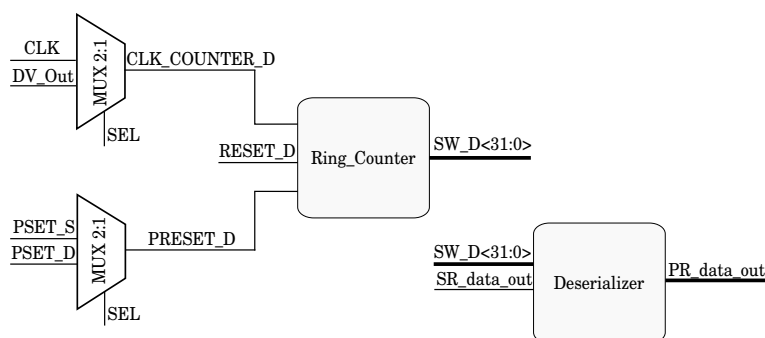 CLK
DV_Out
MUX 2:1
CLK_COUNTER_D
SEL
RESET_D
Ring_Counter
SW_D<31:0>
PSET_S
PSET_D
MUX 2:1
PRESET_D
SEL
SW_D<31:0>
SR_data_out
Deserializer
PR_data_out